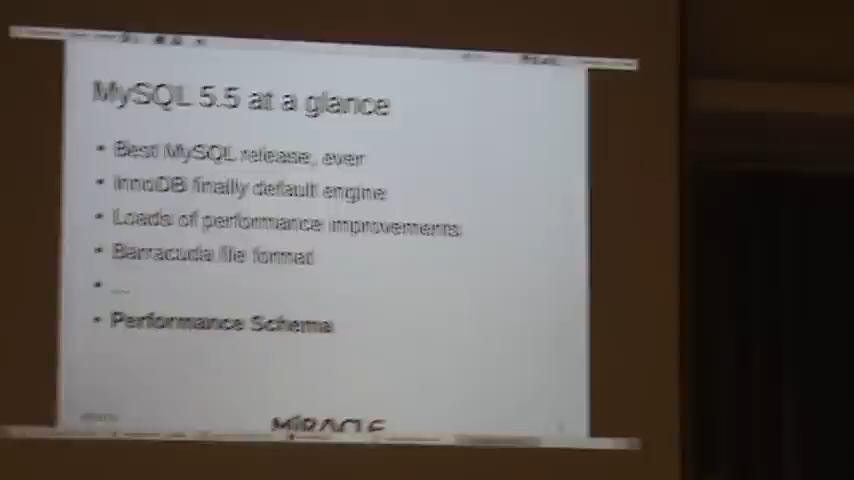 MySQL 5.5 at a glance
• Best MySQL release, ever
• InnoDB finally default engine
• Loads of performance improvements
• Barracuda file format
• ...
• Performance Schema
MIRACLE